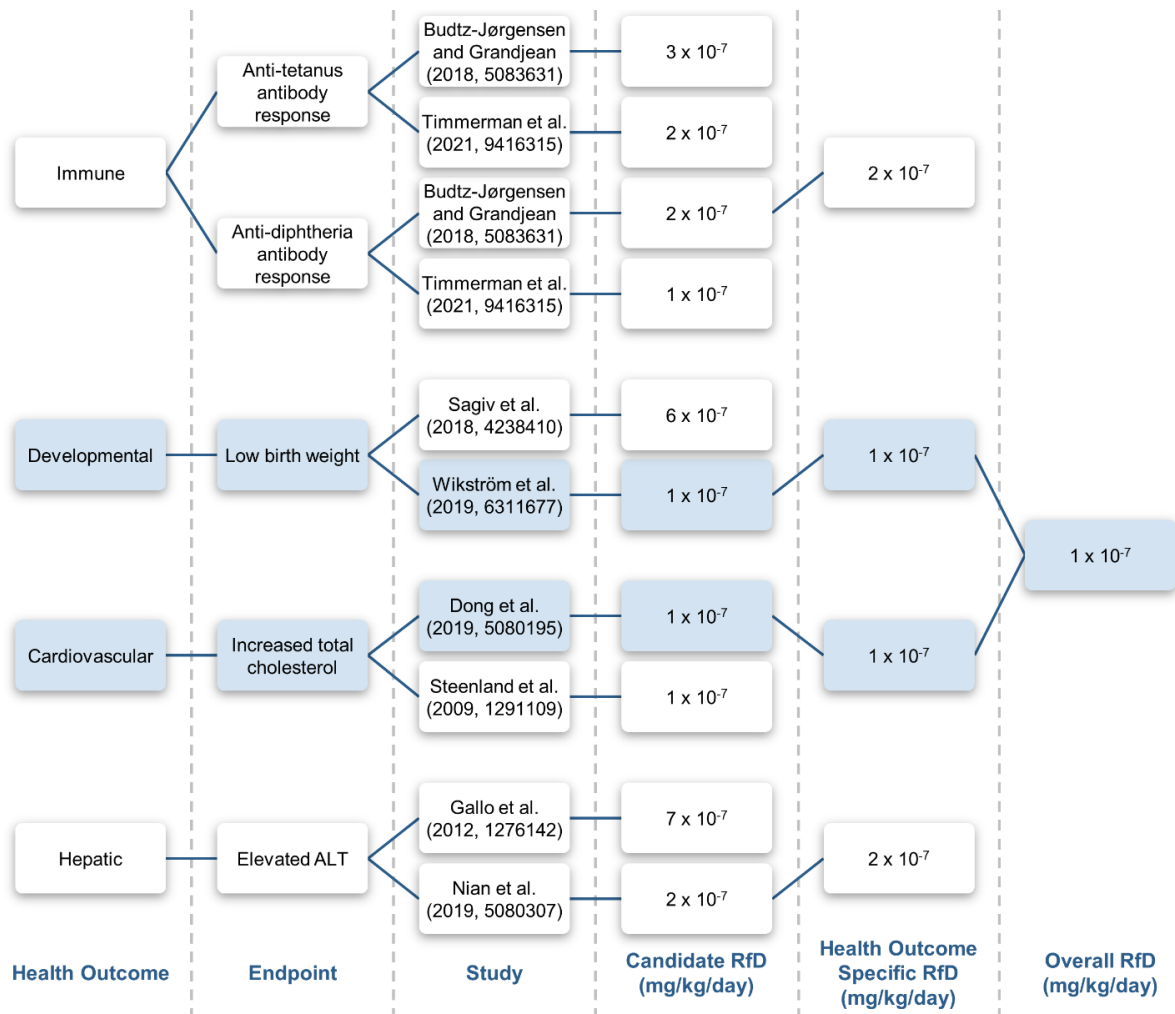 Budtz-Jørgensen
and Grandjean
(2018, 5083631)
3 x 10⁻⁷
Anti-tetanus
antibody
response
Timmerman et al.
(2021, 9416315)
2 x 10⁻⁷
Immune
2 x 10⁻⁷
Budtz-Jørgensen
and Grandjean
(2018, 5083631)
2 x 10⁻⁷
Anti-diphtheria
antibody
response
Timmerman et al.
(2021, 9416315)
1 x 10⁻⁷
Sagiv et al.
(2018, 4238410)
6 x 10⁻⁷
Developmental
Low birth weight
1 x 10⁻⁷
Wikström et al.
(2019, 6311677)
1 x 10⁻⁷
1 x 10⁻⁷
Dong et al.
(2019, 5080195)
1 x 10⁻⁷
Cardiovascular
Increased total
cholesterol
1 x 10⁻⁷
Steenland et al.
(2009, 1291109)
1 x 10⁻⁷
Gallo et al.
(2012, 1276142)
7 x 10⁻⁷
Hepatic
Elevated ALT
2 x 10⁻⁷
Nian et al.
(2019, 5080307)
2 x 10⁻⁷
Health Outcome
Endpoint
Study
Candidate RfD
(mg/kg/day)
Health Outcome
Specific RfD
(mg/kg/day)
Overall RfD
(mg/kg/day)